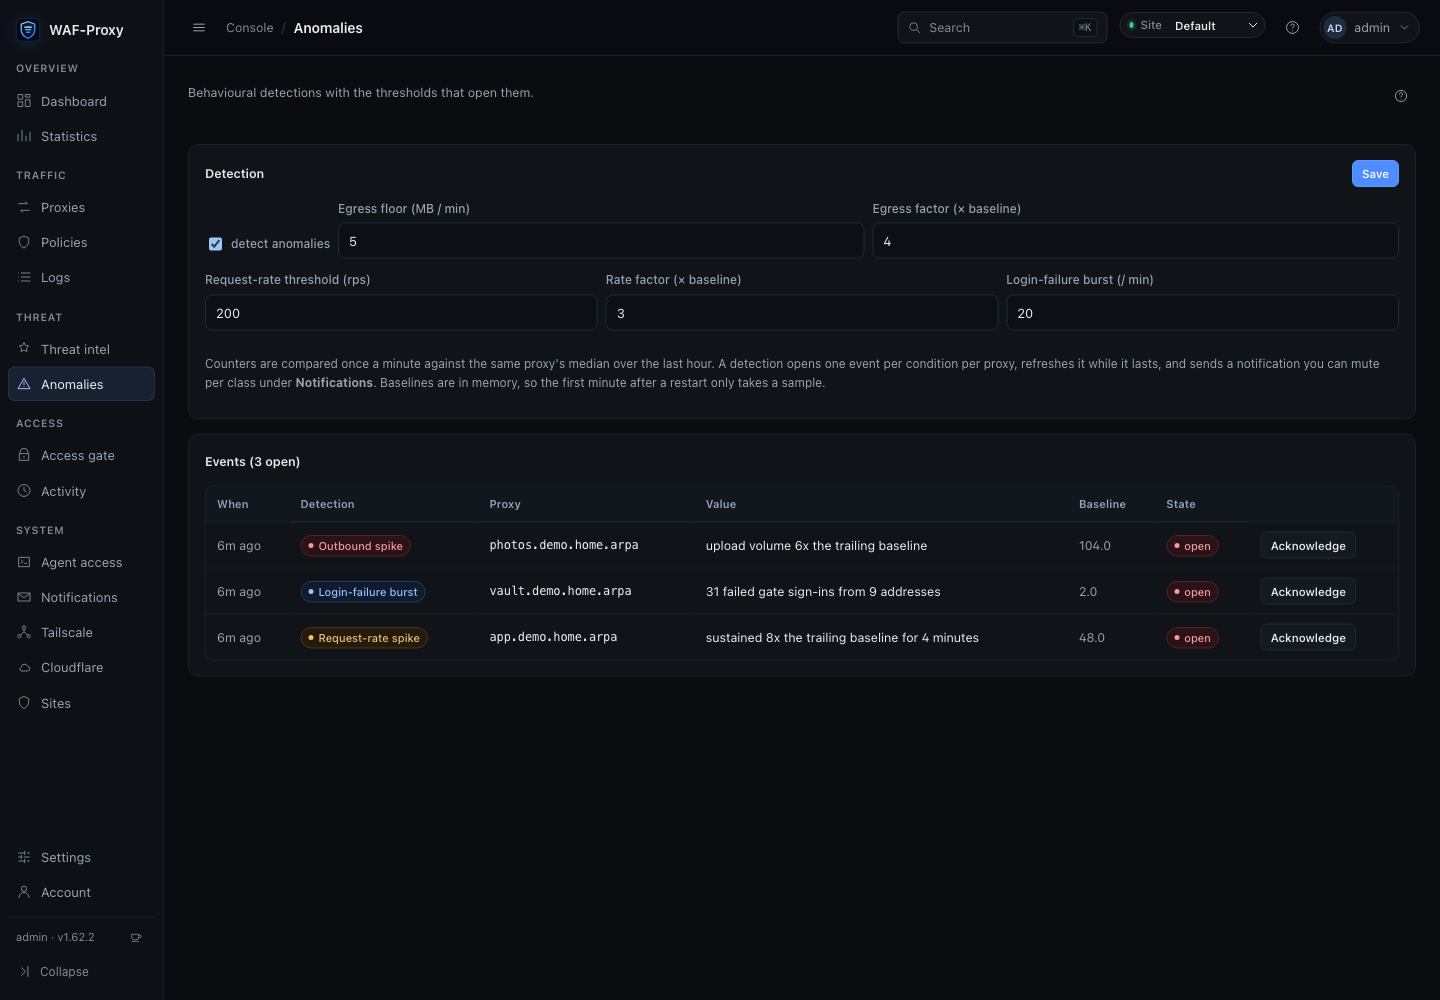 WAF-Proxy
OVERVIEW
Dashboard
Statistics
TRAFFIC
Proxies
Policies
Logs
THREAT
Threat intel
Anomalies
ACCESS
Access gate
Activity
SYSTEM
Agent access
Notifications
Tailscale
Cloudflare
Sites
Settings
Account
admin · v1.62.2
Collapse
Console / Anomalies
Search ⌘K
Site Default
AD admin
Behavioural detections with the thresholds that open them.
Detection
Save
detect anomalies
Egress floor (MB / min)
5
Egress factor (× baseline)
4
Request-rate threshold (rps)
200
Rate factor (× baseline)
3
Login-failure burst (/ min)
20
Counters are compared once a minute against the same proxy's median over the last hour. A detection opens one event per condition per proxy, refreshes it while it lasts, and sends a notification you can mute
per class under Notifications. Baselines are in memory, so the first minute after a restart only takes a sample.
Events (3 open)
When Detection Proxy Value Baseline State
6m ago Outbound spike photos.demo.home.arpa upload volume 6x the trailing baseline 104.0 open Acknowledge
6m ago Login-failure burst vault.demo.home.arpa 31 failed gate sign-ins from 9 addresses 2.0 open Acknowledge
6m ago Request-rate spike app.demo.home.arpa sustained 8x the trailing baseline for 4 minutes 48.0 open Acknowledge